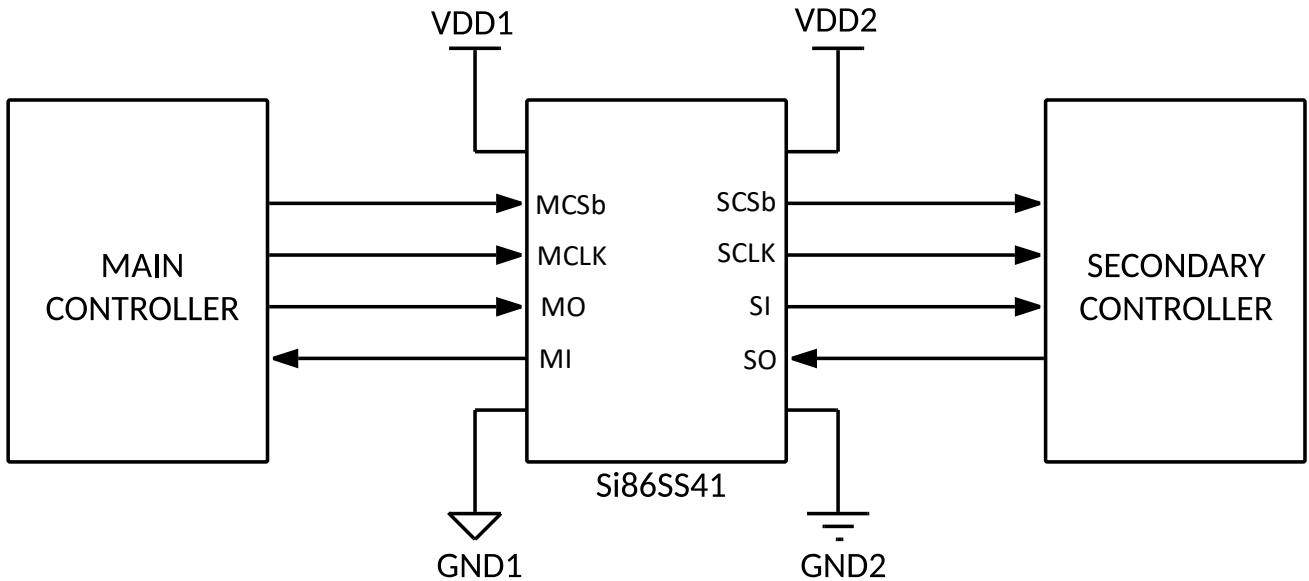 VDD1
VDD2
MAIN
CONTROLLER
MCSb
MCLK
MO
MI
SCSb
SCLK
SI
SO
SECONDARY
CONTROLLER
Si86SS41
GND1
GND2